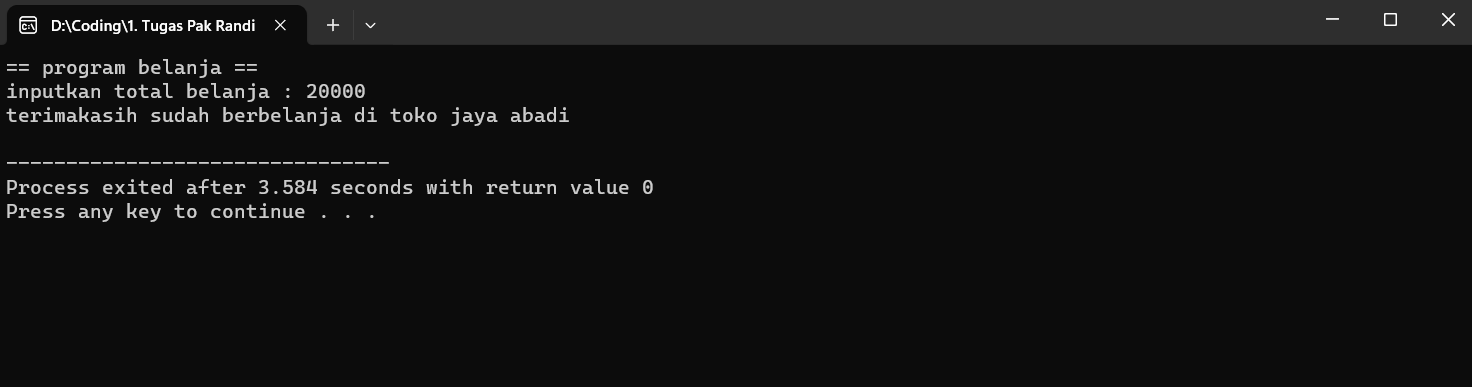 D:\Coding\1. Tugas Pak Randi
== program belanja ==
inputkan total belanja : 20000
terimakasih sudah berbelanja di toko jaya abadi
--------------------------------
Process exited after 3.584 seconds with return value 0
Press any key to continue . . .